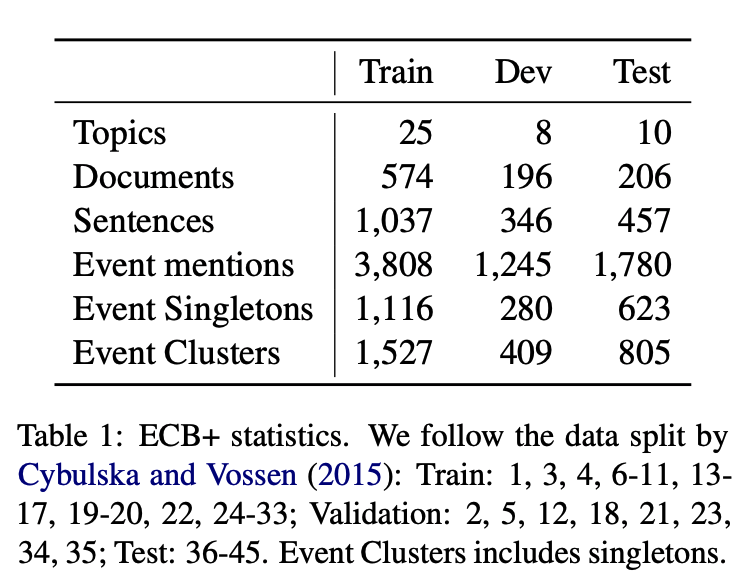 Train Dev Test
Topics 25 8 10
Documents 574 196 206
Sentences 1,037 346 457
Event mentions 3,808 1,245 1,780
Event Singletons 1,116 280 623
Event Clusters 1,527 409 805
Table 1: ECB+ statistics. We follow the data split by
Cybulska and Vossen (2015): Train: 1, 3, 4, 6-11, 13-
17, 19-20, 22, 24-33; Validation: 2, 5, 12, 18, 21, 23,
34, 35; Test: 36-45. Event Clusters includes singletons.